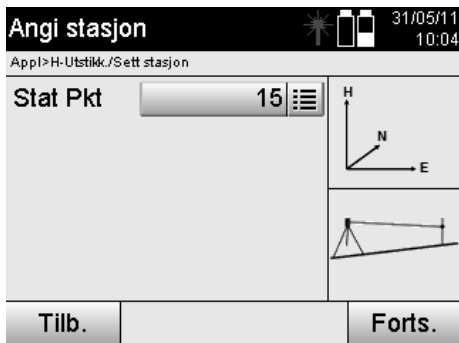 Angi stasjon
31/05/11
10:04
Appl>H-Utstikk./Sett stasjon
Stat Pkt 15
H
N
E
Tilb. Forts.